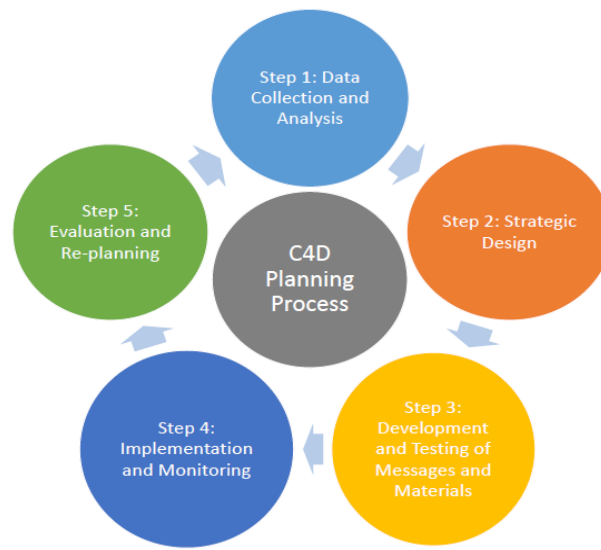 Step 1: Data
Collection and
Analysis
Step 2: Strategic
Design
Step 3:
Development
and Testing of
Messages and
Materials
Step 4:
Implementation
and Monitoring
Step 5:
Evaluation and
Re-planning
C4D
Planning
Process